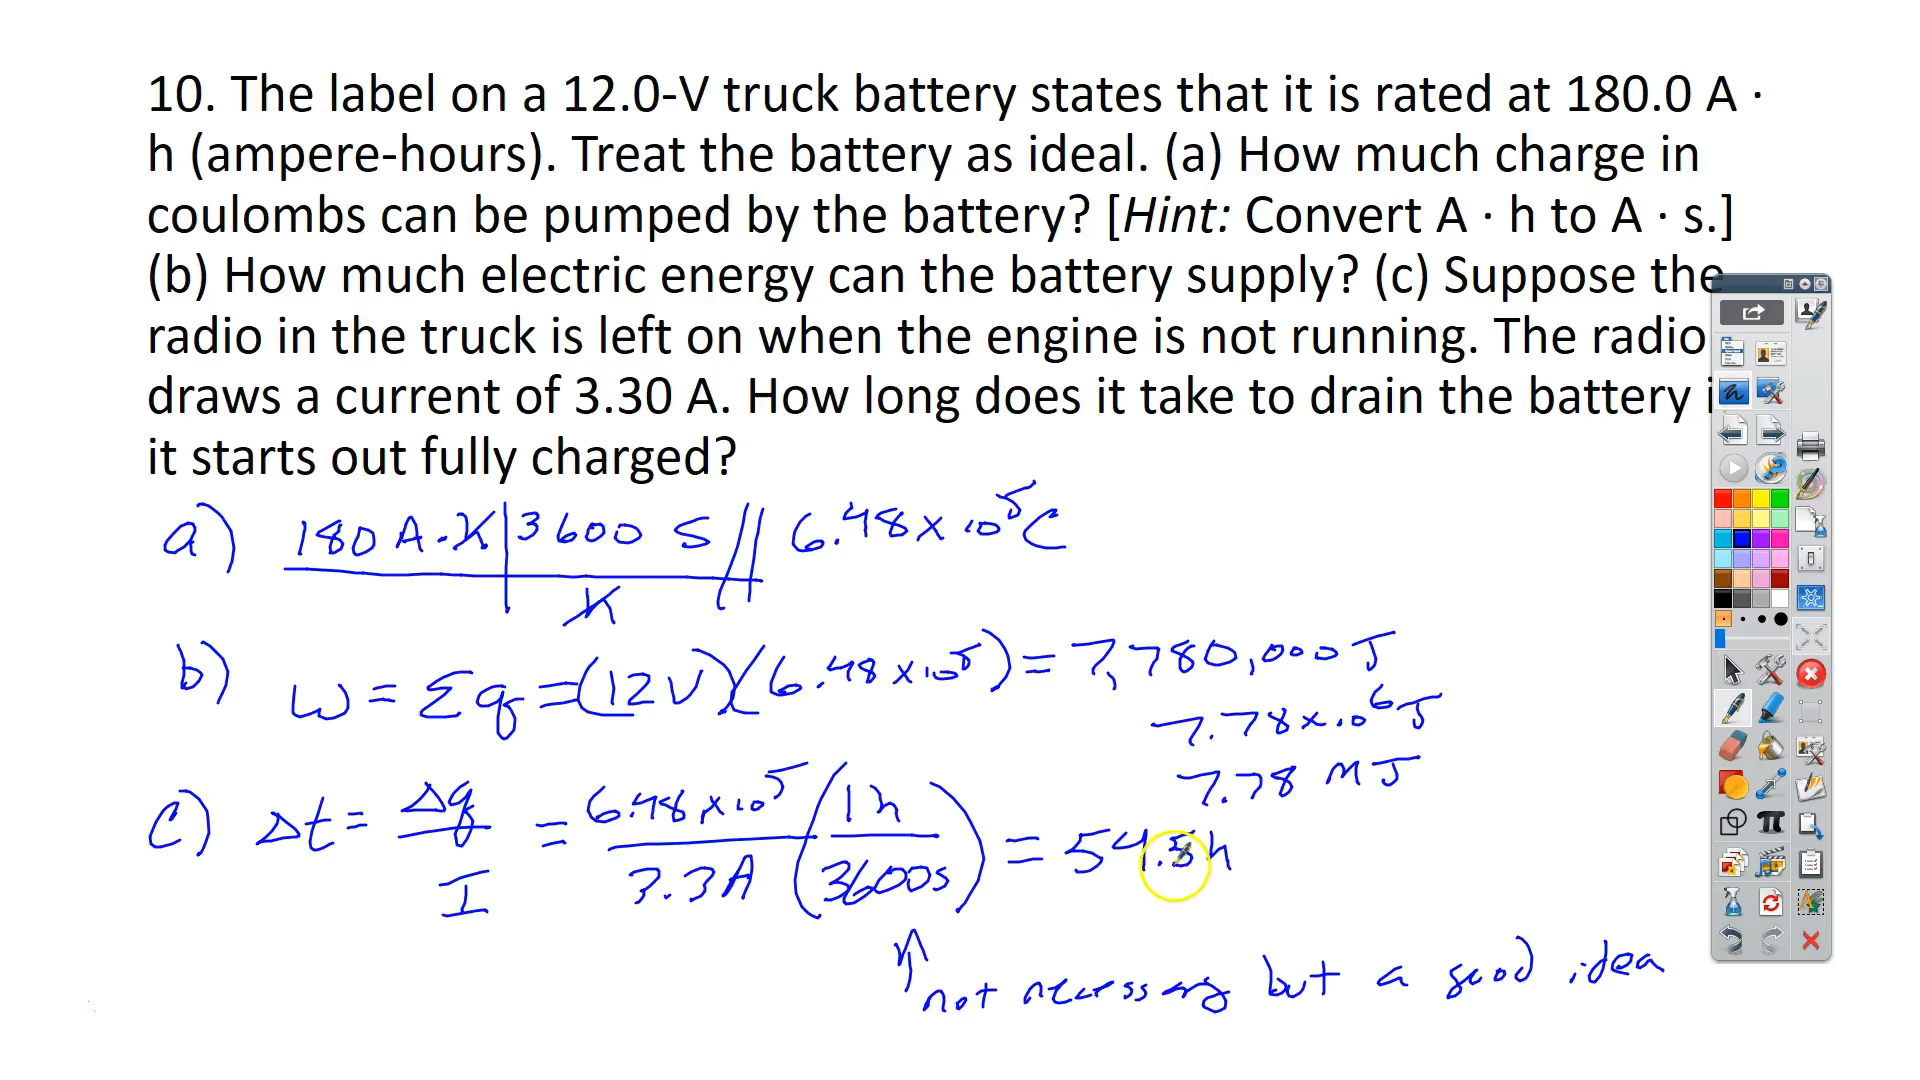 10. The label on a 12.0-V truck battery states that it is rated at 180.0 A ·
h (ampere-hours). Treat the battery as ideal. (a) How much charge in
coulombs can be pumped by the battery? [Hint: Convert A · h to A · s.]
(b) How much electric energy can the battery supply? (c) Suppose the
radio in the truck is left on when the engine is not running. The radio
draws a current of 3.30 A. How long does it take to drain the battery
it starts out fully charged?
a) 180 A·h | 3600 s || 6.48 x 10⁵ C
h
b) W = Σq = (12V)(6.48 x 10⁵) = 7,780,000 J
7.78 x 10⁶ J
7.78 MJ
c) Δt = Δq / I = 6.48 x 10⁵ / 3.3A (1h / 3600s) = 54.5h
↑ not necessary but a good idea